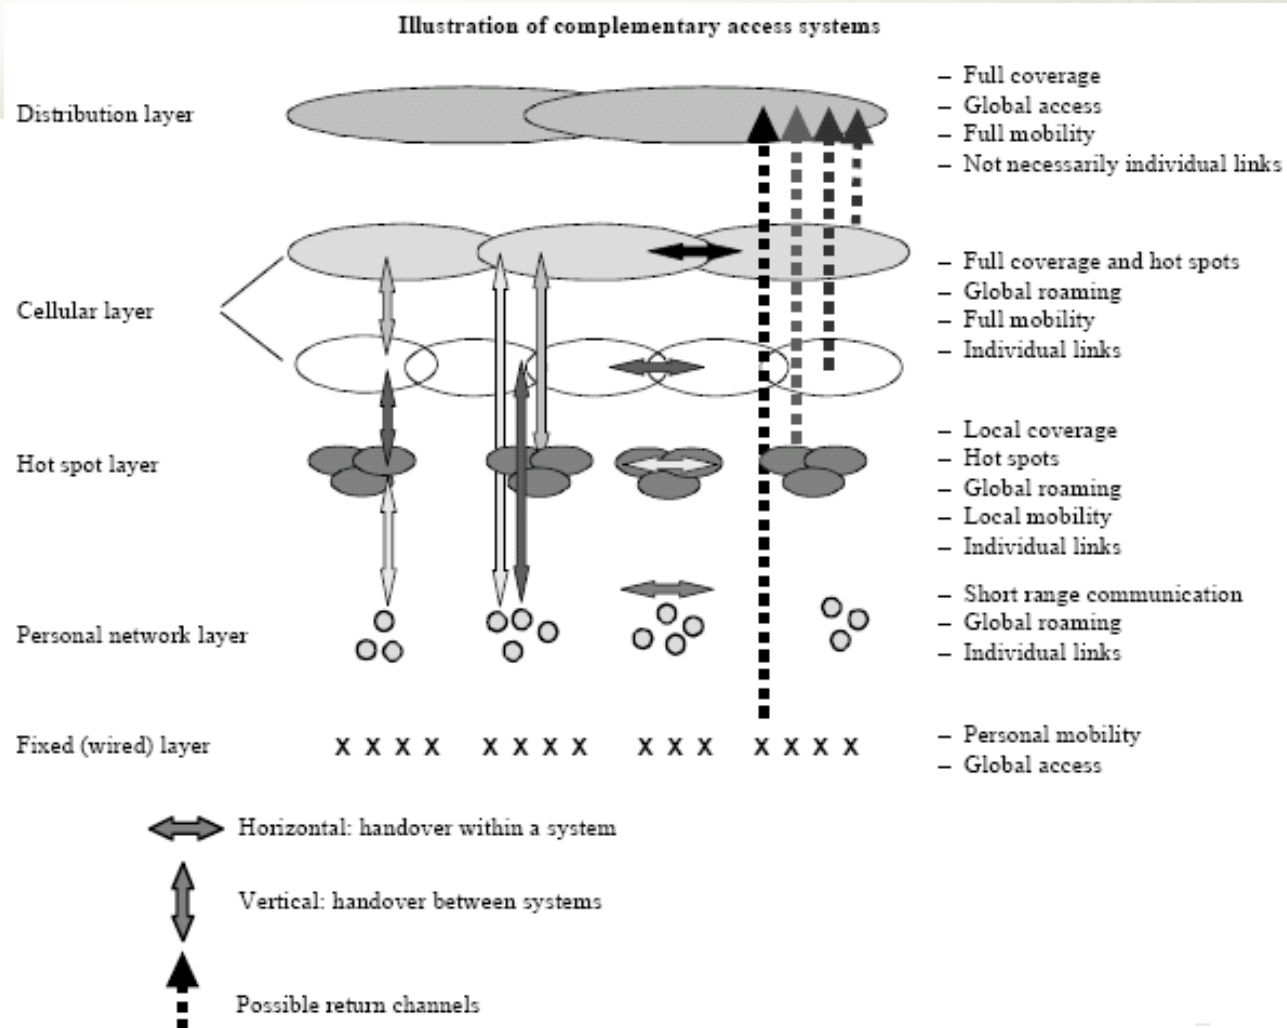 Illustration of complementary access systems
Distribution layer
– Full coverage
– Global access
– Full mobility
– Not necessarily individual links
Cellular layer
– Full coverage and hot spots
– Global roaming
– Full mobility
– Individual links
Hot spot layer
– Local coverage
– Hot spots
– Global roaming
– Local mobility
– Individual links
Personal network layer
– Short range communication
– Global roaming
– Individual links
Fixed (wired) layer
X X X X X X X X X X X X X X X
– Personal mobility
– Global access
Horizontal: handover within a system
Vertical: handover between systems
Possible return channels